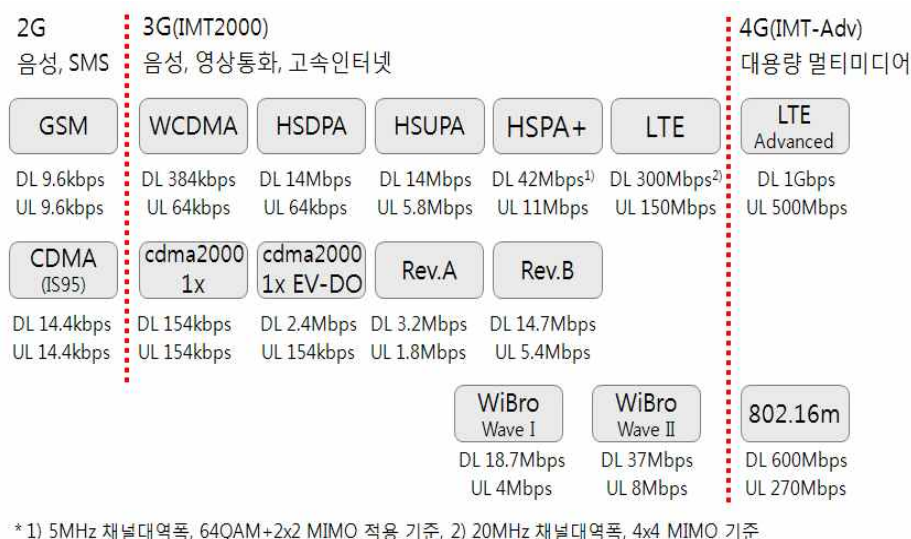 2G 3G(IMT2000) 4G(IMT-Adv)
음성, SMS 음성, 영상통화, 고속인터넷 대용량 멀티미디어
GSM WCDMA HSDPA HSUPA HSPA+ LTE LTE Advanced
DL 9.6kbps DL 384kbps DL 14Mbps DL 14Mbps DL 42Mbps1) DL 300Mbps2) DL 1Gbps
UL 9.6kbps UL 64kbps UL 64kbps UL 5.8Mbps UL 11Mbps UL 150Mbps UL 500Mbps
CDMA cdma2000 cdma2000 Rev.A Rev.B
(IS95) 1x 1x EV-DO
DL 14.4kbps DL 154kbps DL 2.4Mbps DL 3.2Mbps DL 14.7Mbps
UL 14.4kbps UL 154kbps UL 154kbps UL 1.8Mbps UL 5.4Mbps
WiBro WiBro 802.16m
Wave I Wave II
DL 18.7Mbps DL 37Mbps DL 600Mbps
UL 4Mbps UL 8Mbps UL 270Mbps
* 1) 5MHz 채널대역폭, 64QAM+2x2 MIMO 적용 기준, 2) 20MHz 채널대역폭, 4x4 MIMO 기준